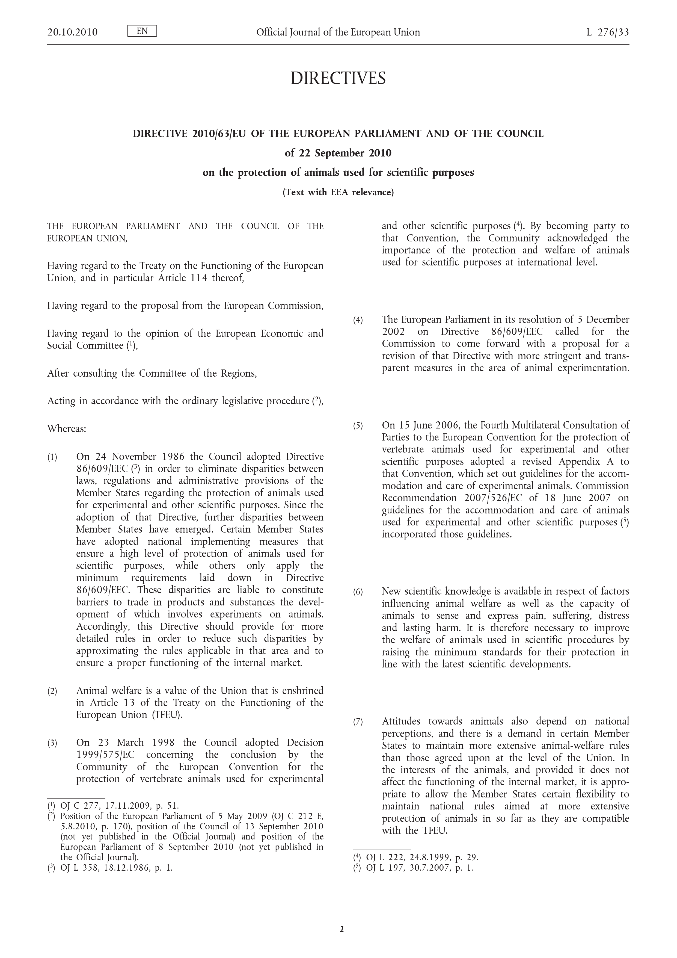 20.10.2010 EN Official Journal of the European Union L 276/33
DIRECTIVES
DIRECTIVE 2010/63/EU OF THE EUROPEAN PARLIAMENT AND OF THE COUNCIL
of 22 September 2010
on the protection of animals used for scientific purposes
(Text with EEA relevance)
THE EUROPEAN PARLIAMENT AND THE COUNCIL OF THE
EUROPEAN UNION,
Having regard to the Treaty on the Functioning of the European
Union, and in particular Article 114 thereof,
Having regard to the proposal from the European Commission,
Having regard to the opinion of the European Economic and
Social Committee (1),
After consulting the Committee of the Regions,
Acting in accordance with the ordinary legislative procedure (2),
Whereas:
(1) On 24 November 1986 the Council adopted Directive
86/609/EEC (3) in order to eliminate disparities between
laws, regulations and administrative provisions of the
Member States regarding the protection of animals used
for experimental and other scientific purposes. Since the
adoption of that Directive, further disparities between
Member States have emerged. Certain Member States
have adopted national implementing measures that
ensure a high level of protection of animals used for
scientific purposes, while others only apply the
minimum requirements laid down in Directive
86/609/EEC. These disparities are liable to constitute
barriers to trade in products and substances the devel-
opment of which involves experiments on animals.
Accordingly, this Directive should provide for more
detailed rules in order to reduce such disparities by
approximating the rules applicable in that area and to
ensure a proper functioning of the internal market.
(2) Animal welfare is a value of the Union that is enshrined
in Article 13 of the Treaty on the Functioning of the
European Union (TFEU).
(3) On 23 March 1998 the Council adopted Decision
1999/575/EC concerning the conclusion by the
Community of the European Convention for the
protection of vertebrate animals used for experimental
(1) OJ C 277, 17.11.2009, p. 51.
(2) Position of the European Parliament of 5 May 2009 (OJ C 212 E,
5.8.2010, p. 170), position of the Council of 13 September 2010
(not yet published in the Official Journal) and position of the
European Parliament of 8 September 2010 (not yet published in
the Official Journal).
(3) OJ L 358, 18.12.1986, p. 1.
and other scientific purposes (4). By becoming party to
that Convention, the Community acknowledged the
importance of the protection and welfare of animals
used for scientific purposes at international level.
(4) The European Parliament in its resolution of 5 December
2002 on Directive 86/609/EEC called for the
Commission to come forward with a proposal for a
revision of that Directive with more stringent and trans-
parent measures in the area of animal experimentation.
(5) On 15 June 2006, the Fourth Multilateral Consultation of
Parties to the European Convention for the protection of
vertebrate animals used for experimental and other
scientific purposes adopted a revised Appendix A to
that Convention, which set out guidelines for the accom-
modation and care of experimental animals. Commission
Recommendation 2007/526/EC of 18 June 2007 on
guidelines for the accommodation and care of animals
used for experimental and other scientific purposes (5)
incorporated those guidelines.
(6) New scientific knowledge is available in respect of factors
influencing animal welfare as well as the capacity of
animals to sense and express pain, suffering, distress
and lasting harm. It is therefore necessary to improve
the welfare of animals used in scientific procedures by
raising the minimum standards for their protection in
line with the latest scientific developments.
(7) Attitudes towards animals also depend on national
perceptions, and there is a demand in certain Member
States to maintain more extensive animal-welfare rules
than those agreed upon at the level of the Union. In
the interests of the animals, and provided it does not
affect the functioning of the internal market, it is appro-
priate to allow the Member States certain flexibility to
maintain national rules aimed at more extensive
protection of animals in so far as they are compatible
with the TFEU.
(4) OJ L 222, 24.8.1999, p. 29.
(5) OJ L 197, 30.7.2007, p. 1.
2